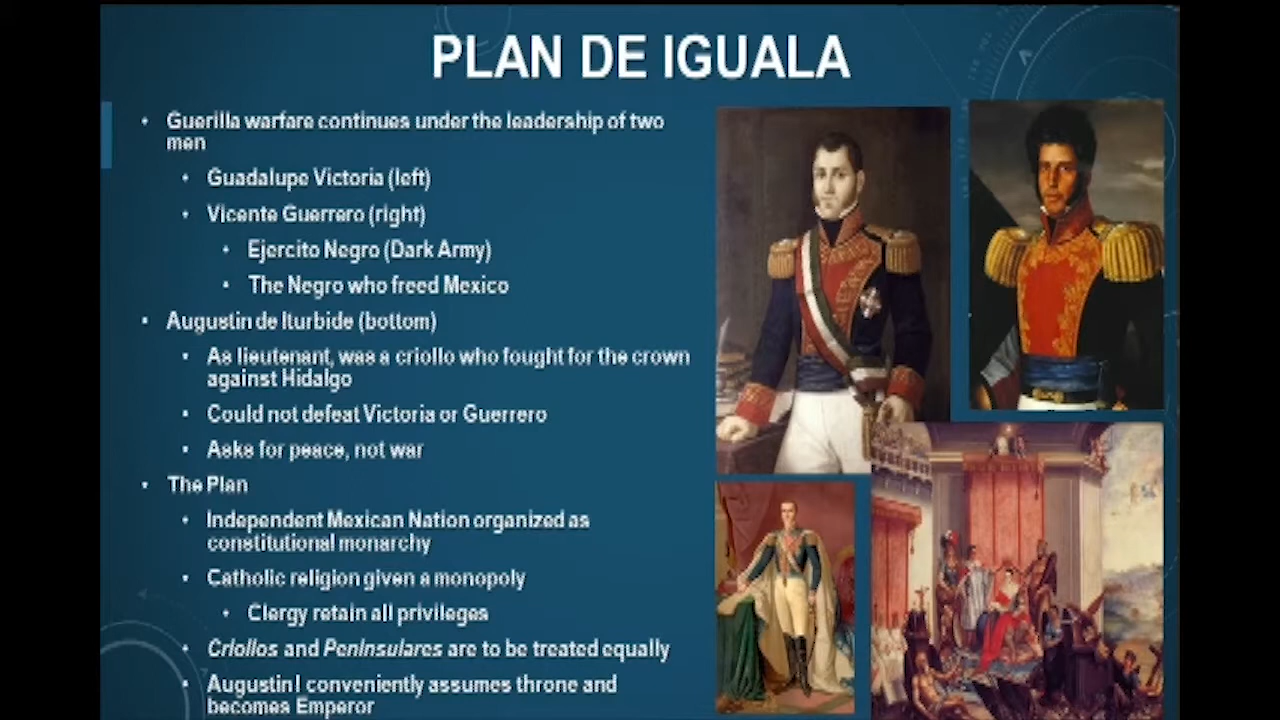 PLAN DE IGUALA
• Guerilla warfare continues under the leadership of two
men
• Guadalupe Victoria (left)
• Vicente Guerrero (right)
• Ejercito Negro (Dark Army)
• The Negro who freed Mexico
• Augustin de Iturbide (bottom)
• As lieutenant, was a criollo who fought for the crown
against Hidalgo
• Could not defeat Victoria or Guerrero
• Asks for peace, not war
• The Plan
• Independent Mexican Nation organized as
constitutional monarchy
• Catholic religion given a monopoly
• Clergy retain all privileges
• Criollos and Peninsulares are to be treated equally
• Augustin I conveniently assumes throne and
becomes Emperor